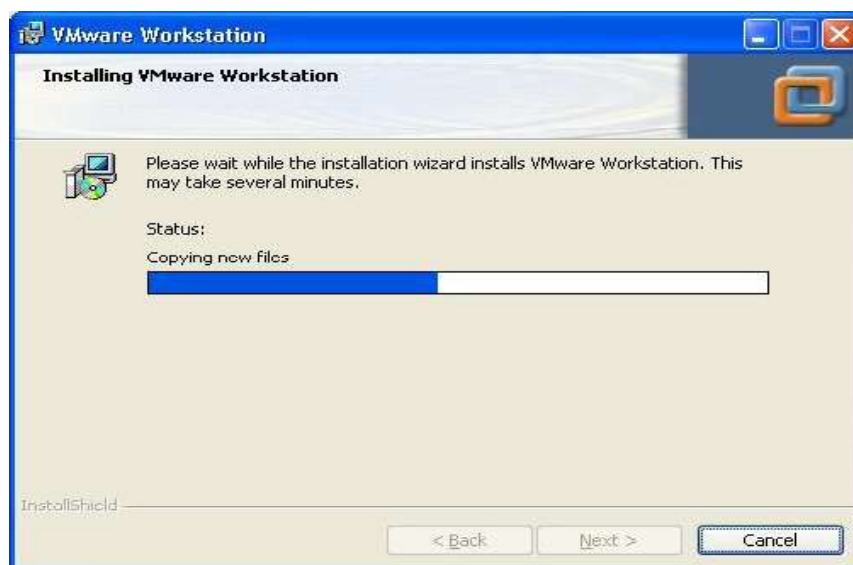 VMware Workstation
Installing VMware Workstation
Please wait while the installation wizard installs VMware Workstation. This
may take several minutes.
Status:
Copying new files
InstallShield
< Back
Next >
Cancel